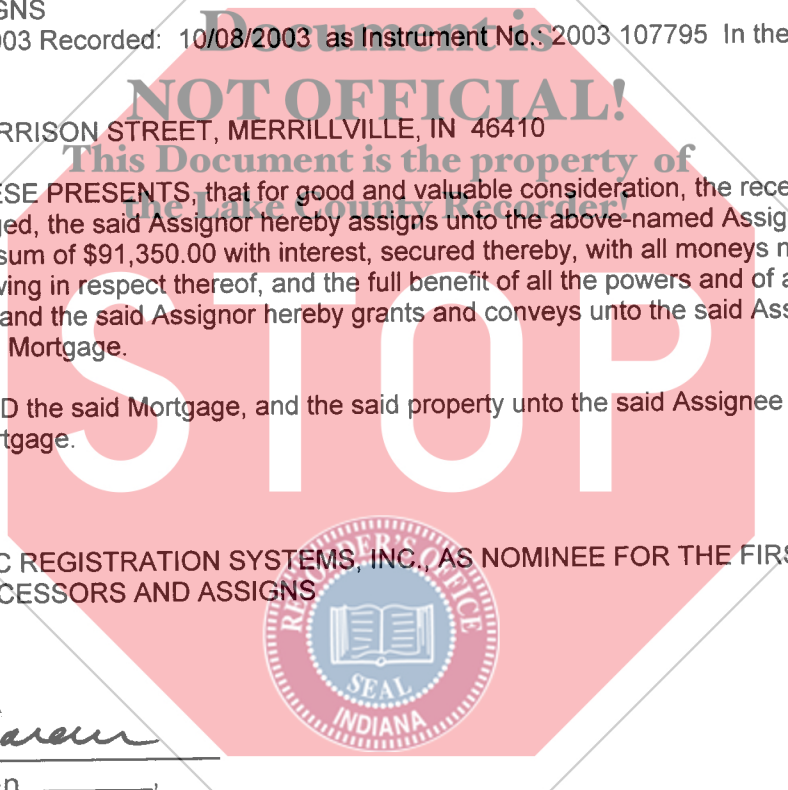 GNS
Document is
003 Recorded: 10/08/2003 as Instrument No.: 2003 107795 In the
NOT OFFICIAL!
RRISON STREET, MERRILLVILLE, IN 46410
This Document is the property of
ESE PRESENTS, that for good and valuable consideration, the rece
the Lake County Recorder!
ged, the said Assignor hereby assigns unto the above-named Assig
sum of $91,350.00 with interest, secured thereby, with all moneys n
ving in respect thereof, and the full benefit of all the powers and of a
and the said Assignor hereby grants and conveys unto the said Ass
Mortgage.
STOP
D the said Mortgage, and the said property unto the said Assignee
rtgage.
C REGISTRATION SYSTEMS, INC., AS NOMINEE FOR THE FIRS
CESSORS AND ASSIGNS
RECORDER'S OFFICE
SEAL
INDIANA